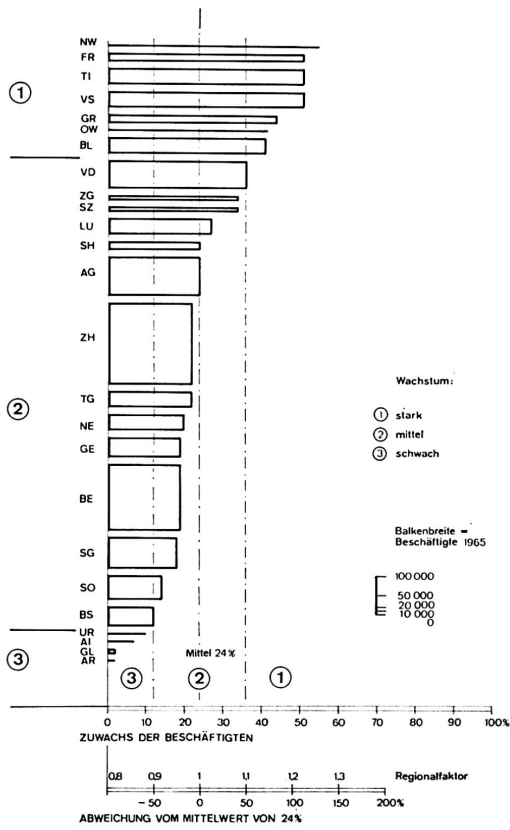 NW
FR
TI
①
VS
GR
OW
BL
VD
ZG
SZ
LU
SH
AG
ZH
Wachstum:
TG
② ① stark
NE ② mittel
GE ③ schwach
BE
Balkenbreite =
Beschäftigte 1965
SG
100 000
SO
50 000
20 000
BS 10 000
0
UR
AI
③ GL Mittel 24%
AR
③ ② ①
0 10 20 30 40 50 60 70 80 90 100%
ZUWACHS DER BESCHÄFTIGTEN
0.8 0.9 1 1,1 1,2 1,3 Regionalfaktor
-50 0 50 100 150 200%
ABWEICHUNG VOM MITTELWERT VON 24%